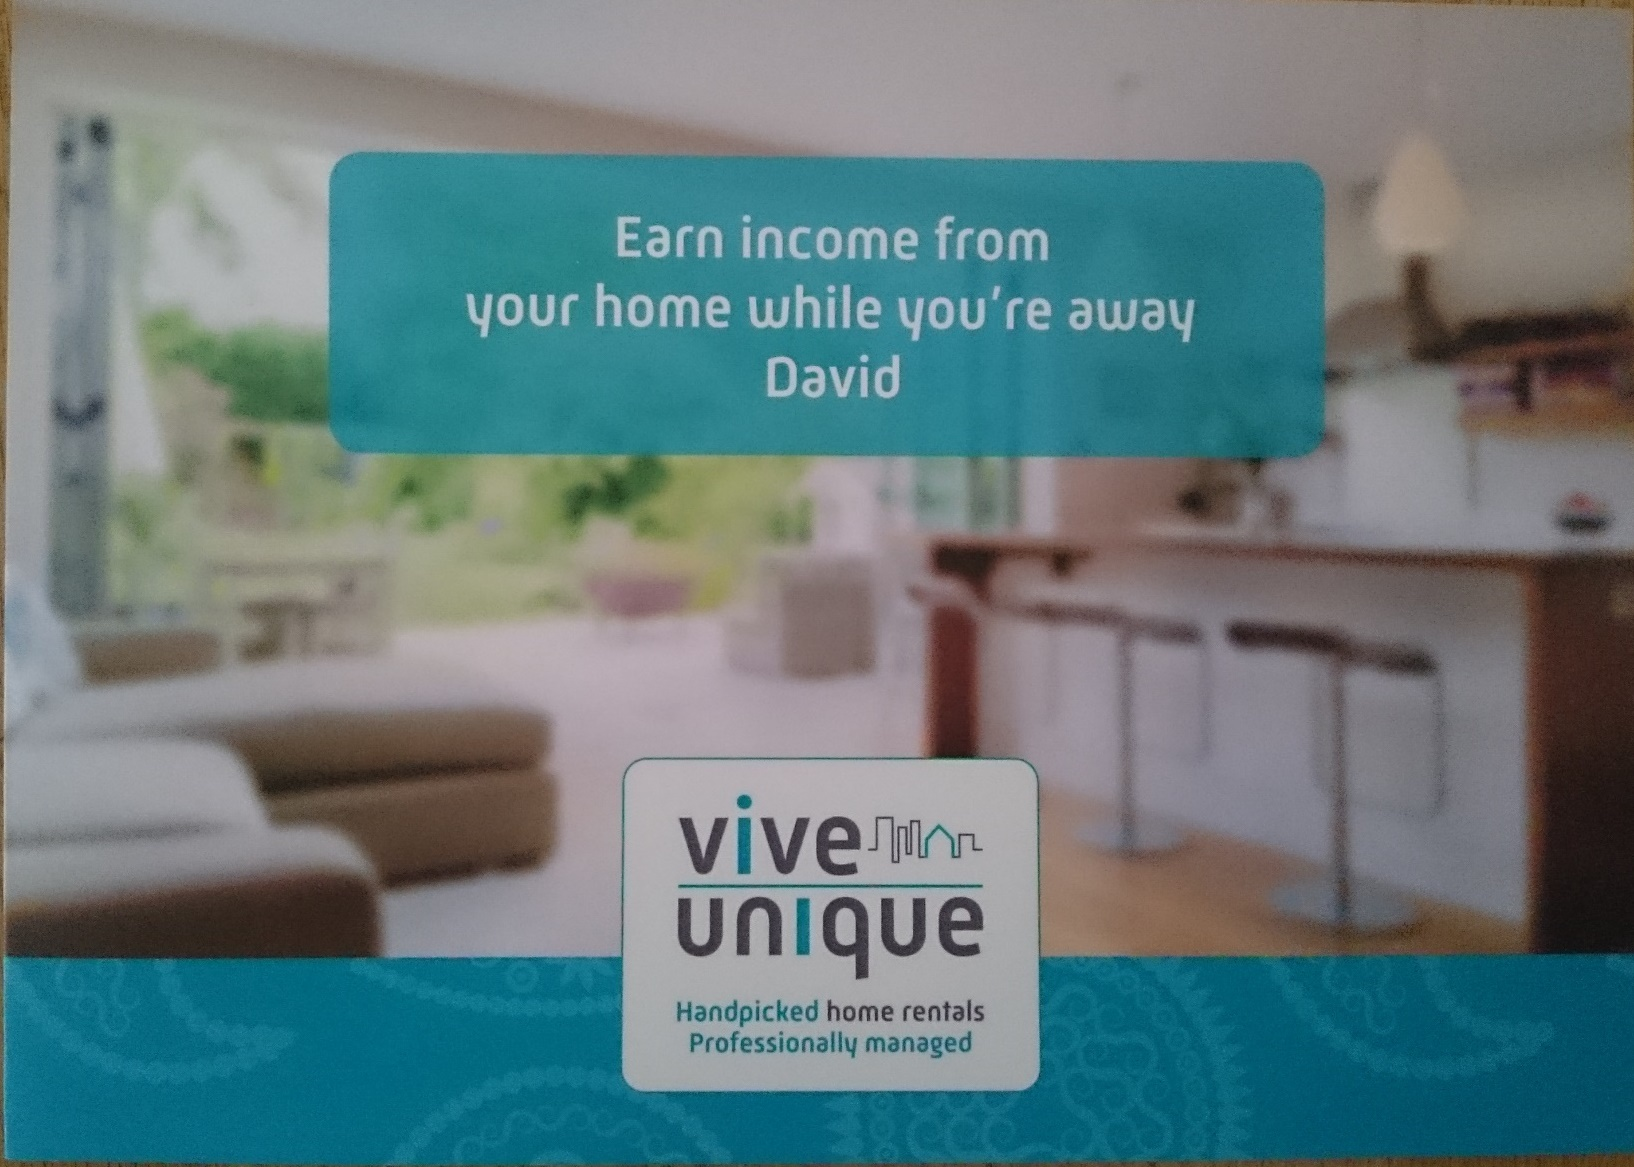 Earn income from
your home while you're away
David
vive
unique
Handpicked home rentals
Professionally managed